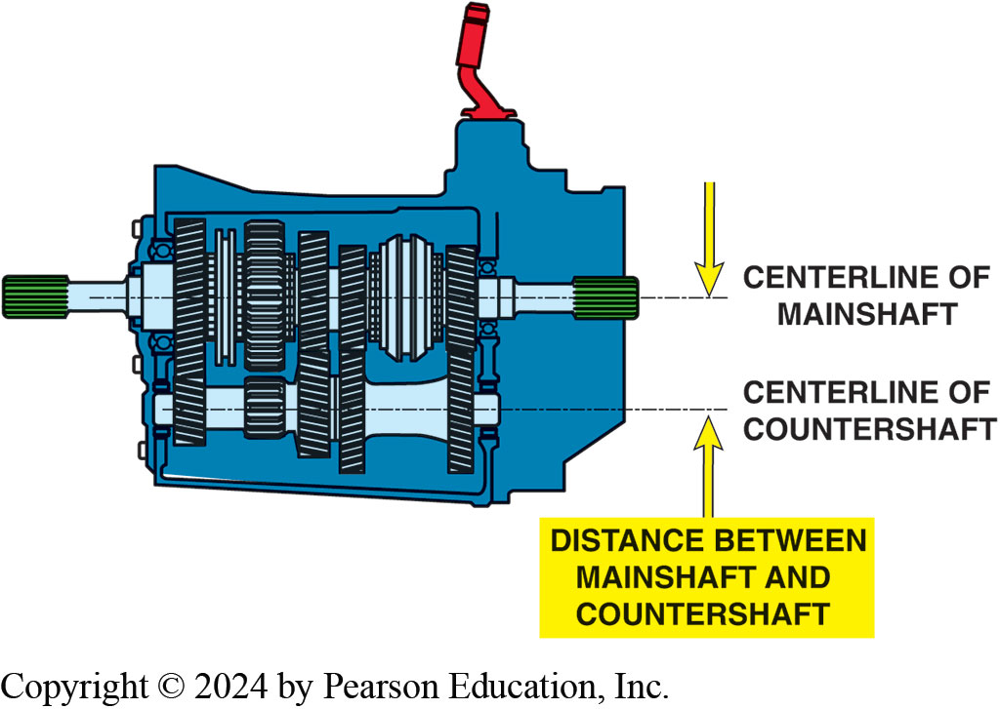 CENTERLINE OF
MAINSHAFT
CENTERLINE OF
COUNTERSHAFT
DISTANCE BETWEEN
MAINSHAFT AND
COUNTERSHAFT
Copyright © 2024 by Pearson Education, Inc.